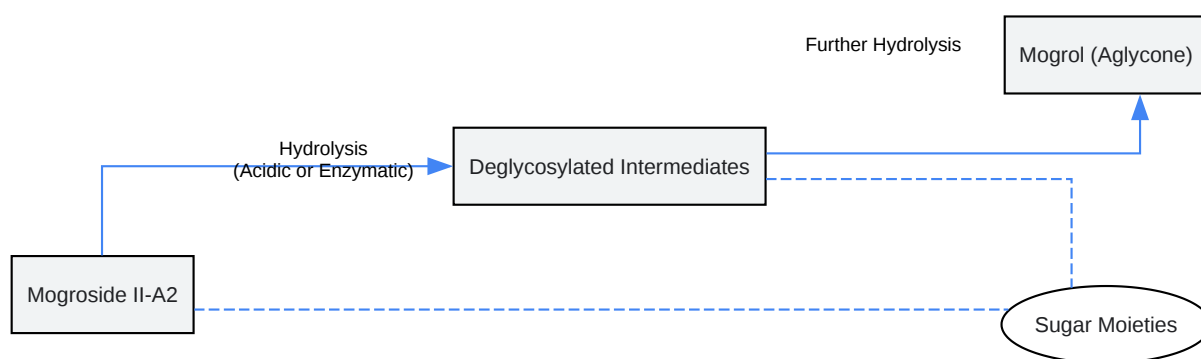 Further Hydrolysis
Mogrol (Aglycone)
Hydrolysis
(Acidic or Enzymatic)
Deglycosylated Intermediates
Mogroside II-A2
Sugar Moieties